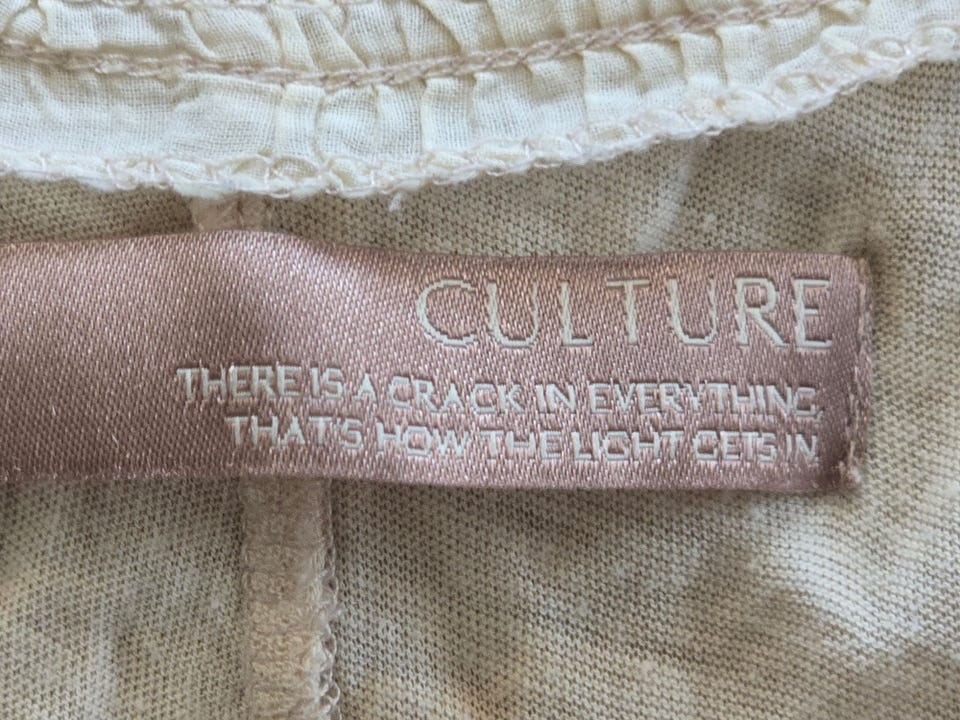 CULTURE
THERE IS A CRACK IN EVERYTHING,
THAT'S HOW THE LIGHT GETS IN